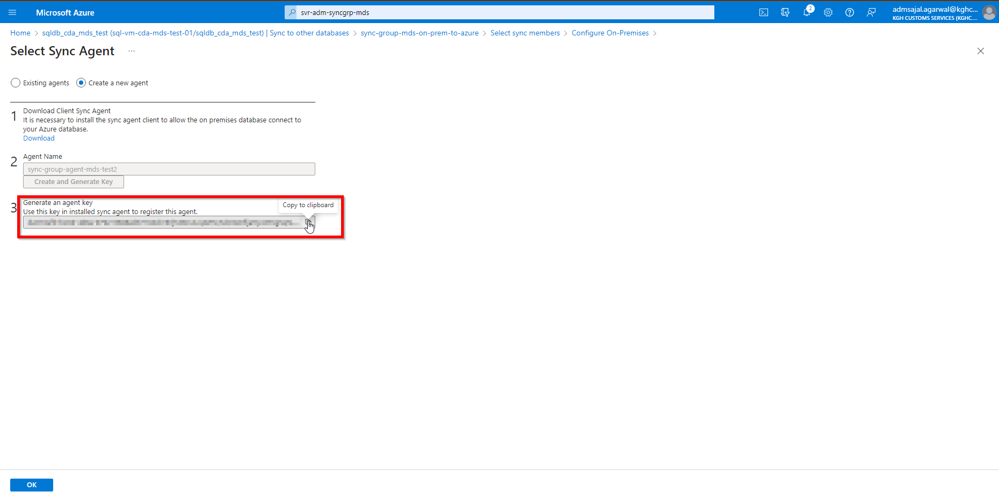 Microsoft Azure
svr-adm-syncgrp-mds
2
admsajal.agarwal@kghc...
KGH CUSTOMS SERVICES (KGHC....
Home > sqldb_cda_mds_test (sql-vm-cda-mds-test-01/sqldb_cda_mds_test) | Sync to other databases > sync-group-mds-on-prem-to-azure > Select sync members > Configure On-Premises >
Select Sync Agent ...
Existing agents Create a new agent
1 Download Client Sync Agent
It is necessary to install the sync agent client to allow the on premises database connect to
your Azure database.
Download
2 Agent Name
sync-group-agent-mds-test2
Create and Generate Key
3 Generate an agent key
Copy to clipboard
Use this key in installed sync agent to register this agent.
OK